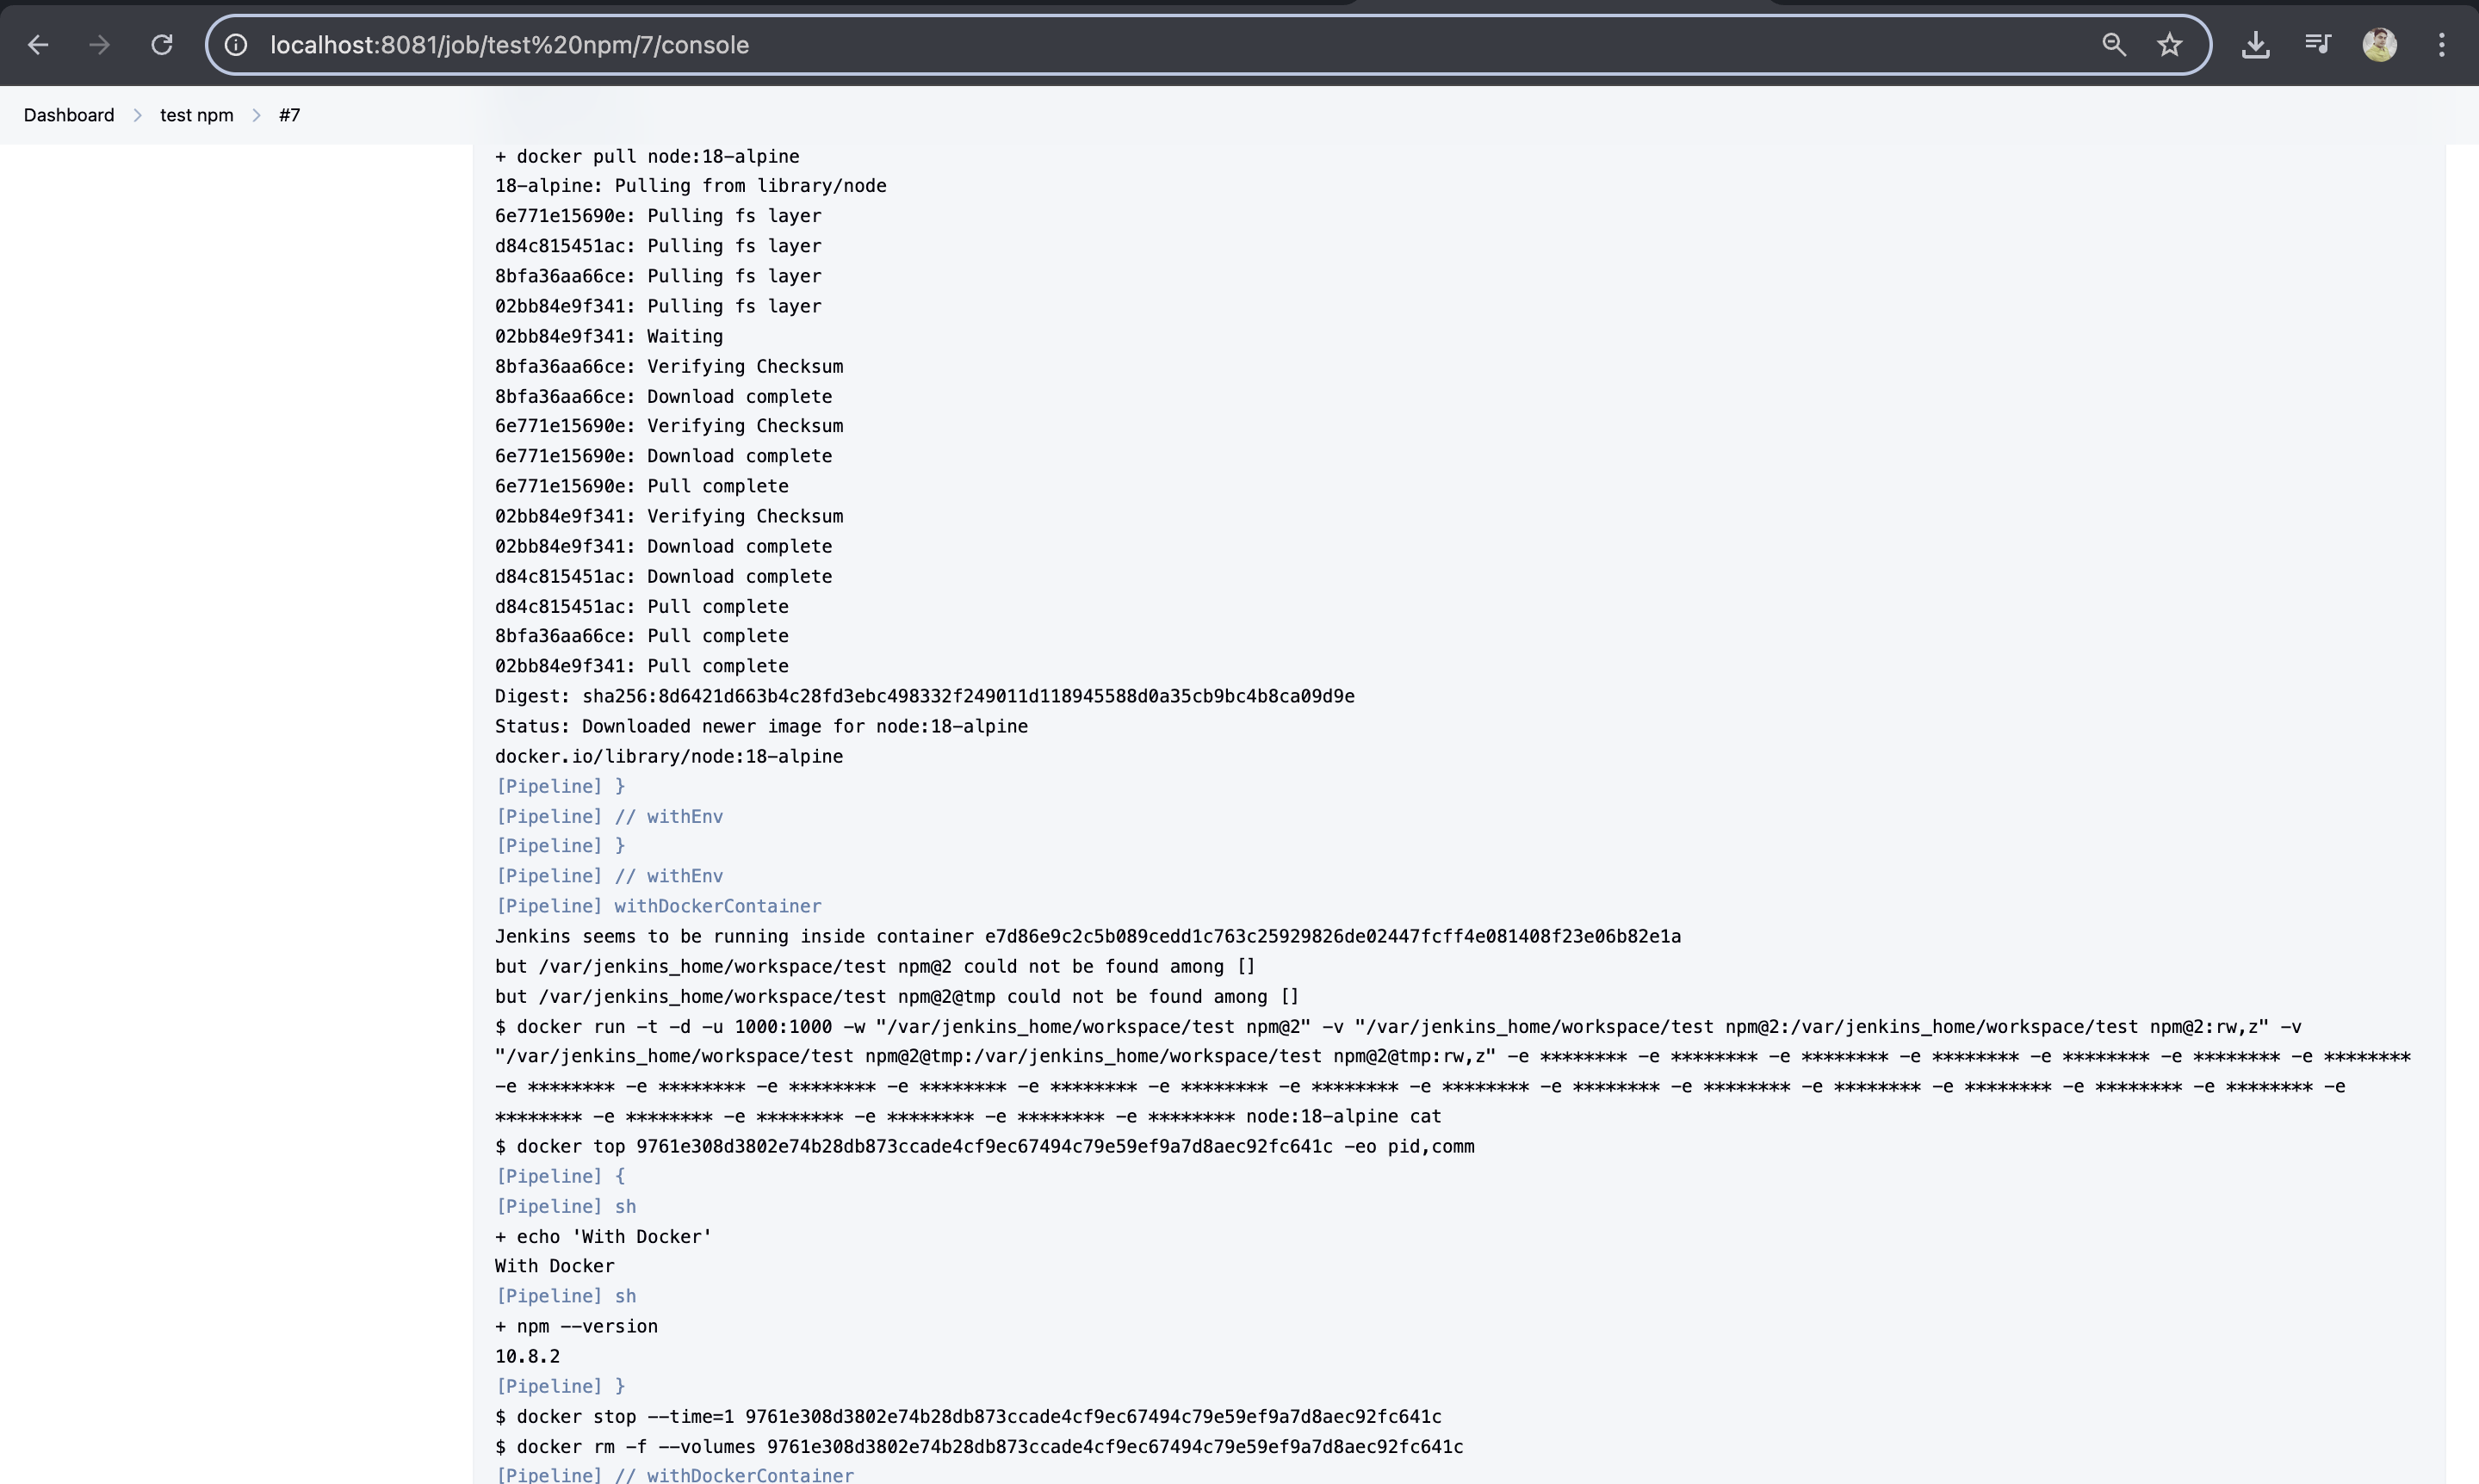 localhost:8081/job/test%20npm/7/console
Dashboard > test npm > #7
+ docker pull node:18-alpine
18-alpine: Pulling from library/node
6e771e15690e: Pulling fs layer
d84c815451ac: Pulling fs layer
8bfa36aa66ce: Pulling fs layer
02bb84e9f341: Pulling fs layer
02bb84e9f341: Waiting
8bfa36aa66ce: Verifying Checksum
8bfa36aa66ce: Download complete
6e771e15690e: Verifying Checksum
6e771e15690e: Download complete
6e771e15690e: Pull complete
02bb84e9f341: Verifying Checksum
02bb84e9f341: Download complete
d84c815451ac: Download complete
d84c815451ac: Pull complete
8bfa36aa66ce: Pull complete
02bb84e9f341: Pull complete
Digest: sha256:8d6421d663b4c28fd3ebc498332f249011d118945588d0a35cb9bc4b8ca09d9e
Status: Downloaded newer image for node:18-alpine
docker.io/library/node:18-alpine
[Pipeline] }
[Pipeline] // withEnv
[Pipeline] }
[Pipeline] // withEnv
[Pipeline] withDockerContainer
Jenkins seems to be running inside container e7d86e9c2c5b089cedd1c763c25929826de02447fcff4e081408f23e06b82e1a
but /var/jenkins_home/workspace/test npm@2 could not be found among []
but /var/jenkins_home/workspace/test npm@2@tmp could not be found among []
$ docker run -t -d -u 1000:1000 -w "/var/jenkins_home/workspace/test npm@2" -v "/var/jenkins_home/workspace/test npm@2:/var/jenkins_home/workspace/test npm@2:rw,z" -v
"/var/jenkins_home/workspace/test npm@2@tmp:/var/jenkins_home/workspace/test npm@2@tmp:rw,z" -e ******** -e ******** -e ******** -e ******** -e ******** -e ******** -e ********
-e ******** -e ******** -e ******** -e ******** -e ******** -e ******** -e ******** -e ******** -e ******** -e ******** -e ******** -e ******** -e ******** -e ******** -e
******** -e ******** -e ******** -e ******** -e ******** -e ******** node:18-alpine cat
$ docker top 9761e308d3802e74b28db873ccade4cf9ec67494c79e59ef9a7d8aec92fc641c -eo pid,comm
[Pipeline] {
[Pipeline] sh
+ echo 'With Docker'
With Docker
[Pipeline] sh
+ npm --version
10.8.2
[Pipeline] }
$ docker stop --time=1 9761e308d3802e74b28db873ccade4cf9ec67494c79e59ef9a7d8aec92fc641c
$ docker rm -f --volumes 9761e308d3802e74b28db873ccade4cf9ec67494c79e59ef9a7d8aec92fc641c
[Pipeline] // withDockerContainer